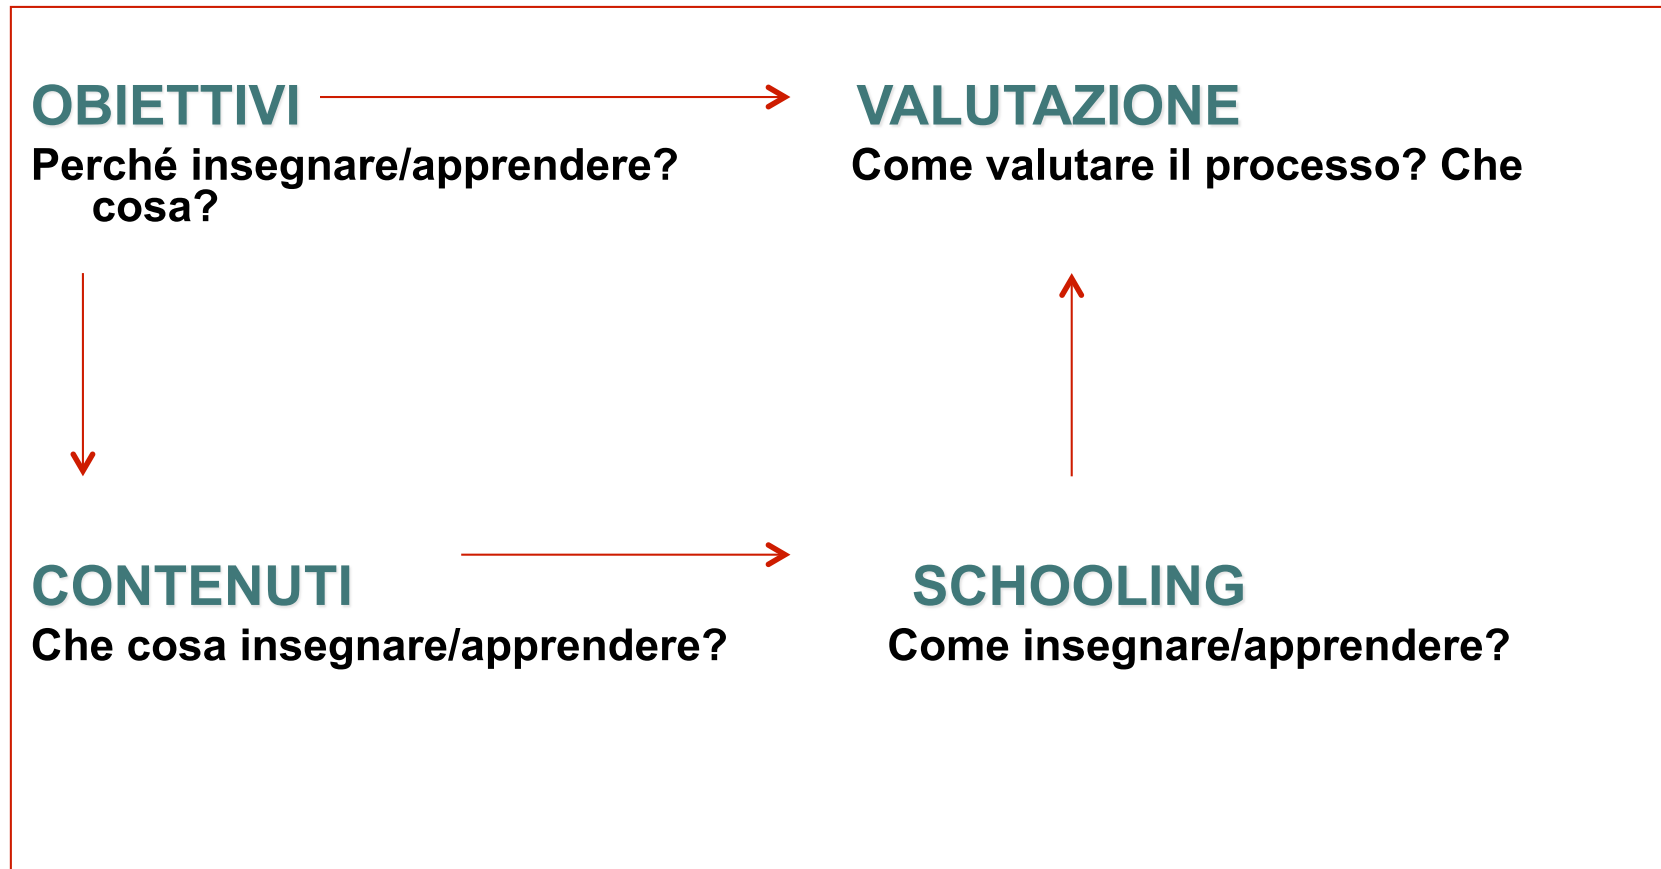 OBIETTIVI VALUTAZIONE
Perché insegnare/apprendere? Come valutare il processo? Che
cosa?
CONTENUTI SCHOOLING
Che cosa insegnare/apprendere? Come insegnare/apprendere?